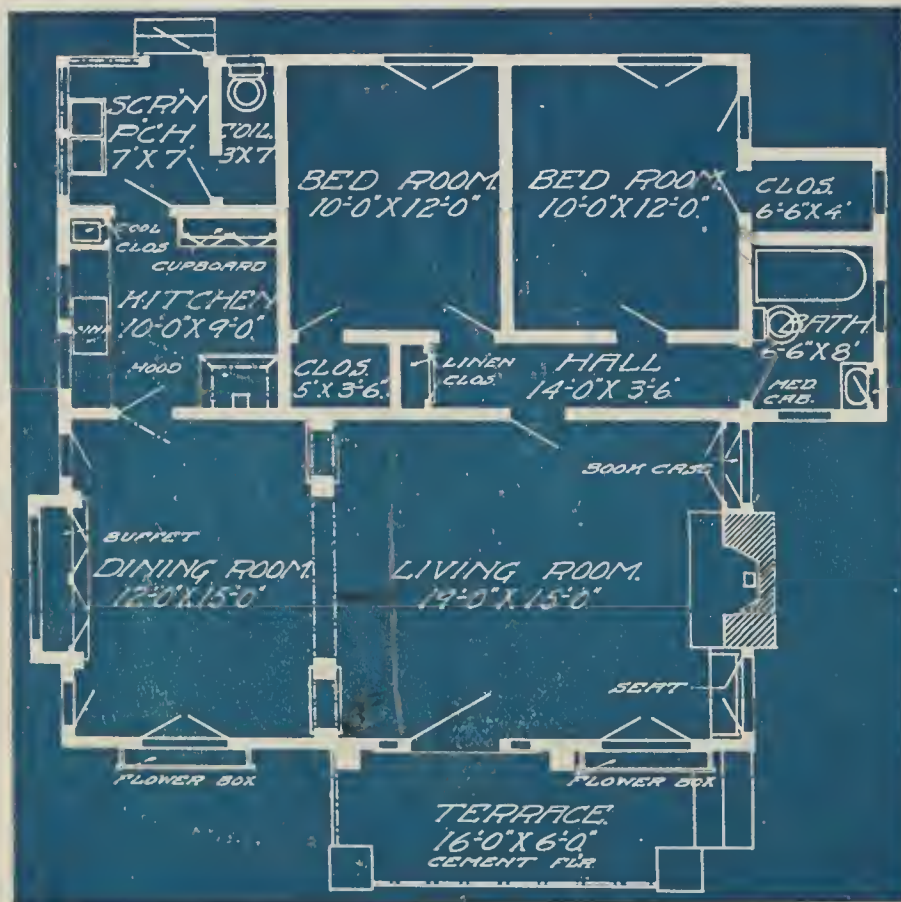 SCR'N
PCH.
7'X7'
TOIL.
3X7'
BED ROOM.
10'-0"X12'-0"
BED ROOM.
10'-0"X12'-0"
CLOS.
6'-6"X4'
COOL
CLOS
CUPBOARD
KITCHEN
10'-0"X9'-0"
SINK
HOOD
CLOS.
5'X3'-6"
LINEN
CLOS.
HALL
14'-0"X3'-6"
BATH
6'-6"X8'
MED.
CAB.
BOOK CASE
BUFFET
DINING ROOM.
12'-0"X15'-0"
LIVING ROOM.
19'-0"X15'-0"
SEAT
FLOWER BOX
FLOWER BOX
TERRACE.
16'-0"X6'-0"
CEMENT FLR.